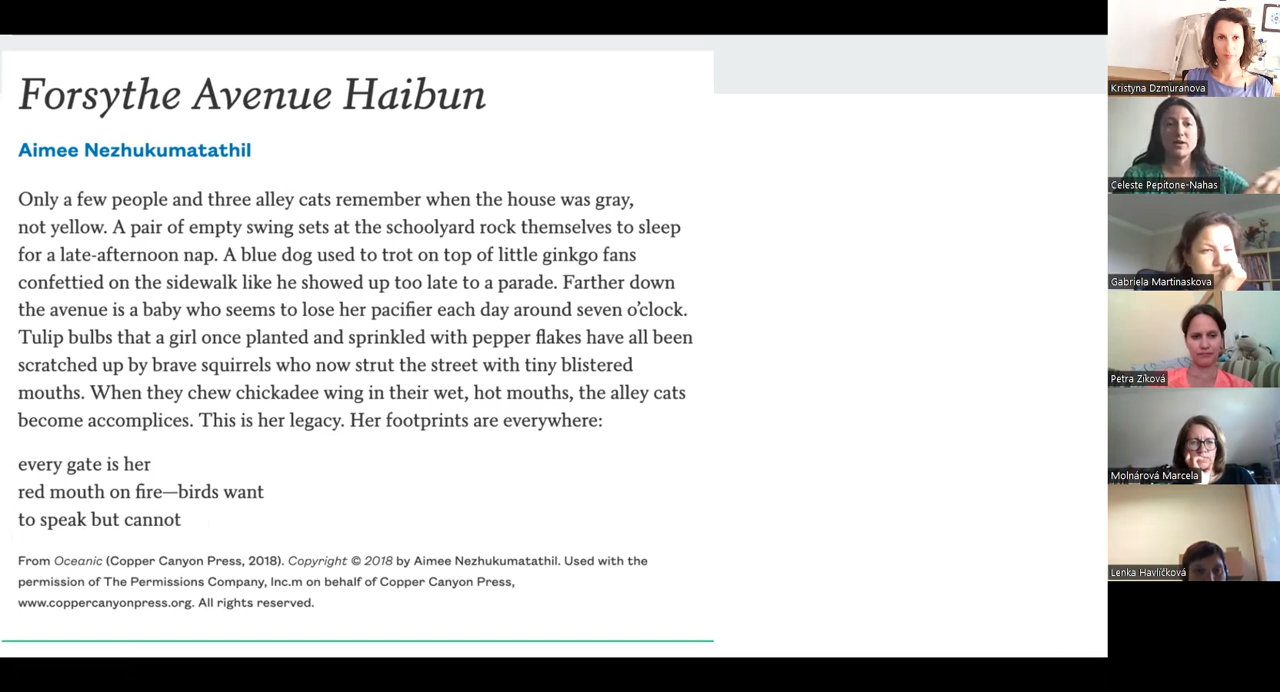 Forsythe Avenue Haibun
Aimee Nezhukumatathil
Only a few people and three alley cats remember when the house was gray,
not yellow. A pair of empty swing sets at the schoolyard rock themselves to sleep
for a late-afternoon nap. A blue dog used to trot on top of little ginkgo fans
confettied on the sidewalk like he showed up too late to a parade. Farther down
the avenue is a baby who seems to lose her pacifier each day around seven o’clock.
Tulip bulbs that a girl once planted and sprinkled with pepper flakes have all been
scratched up by brave squirrels who now strut the street with tiny blistered
mouths. When they chew chickadee wing in their wet, hot mouths, the alley cats
become accomplices. This is her legacy. Her footprints are everywhere:
every gate is her
red mouth on fire—birds want
to speak but cannot
From Oceanic (Copper Canyon Press, 2018). Copyright © 2018 by Aimee Nezhukumatathil. Used with the
permission of The Permissions Company, Inc.m on behalf of Copper Canyon Press,
www.coppercanyonpress.org. All rights reserved.
Kristyna Dzmuranova
Celeste Pepitone-Nahas
Gabriela Martinaskova
Petra Zíková
Molnárová Marcela
Lenka Havlíčková